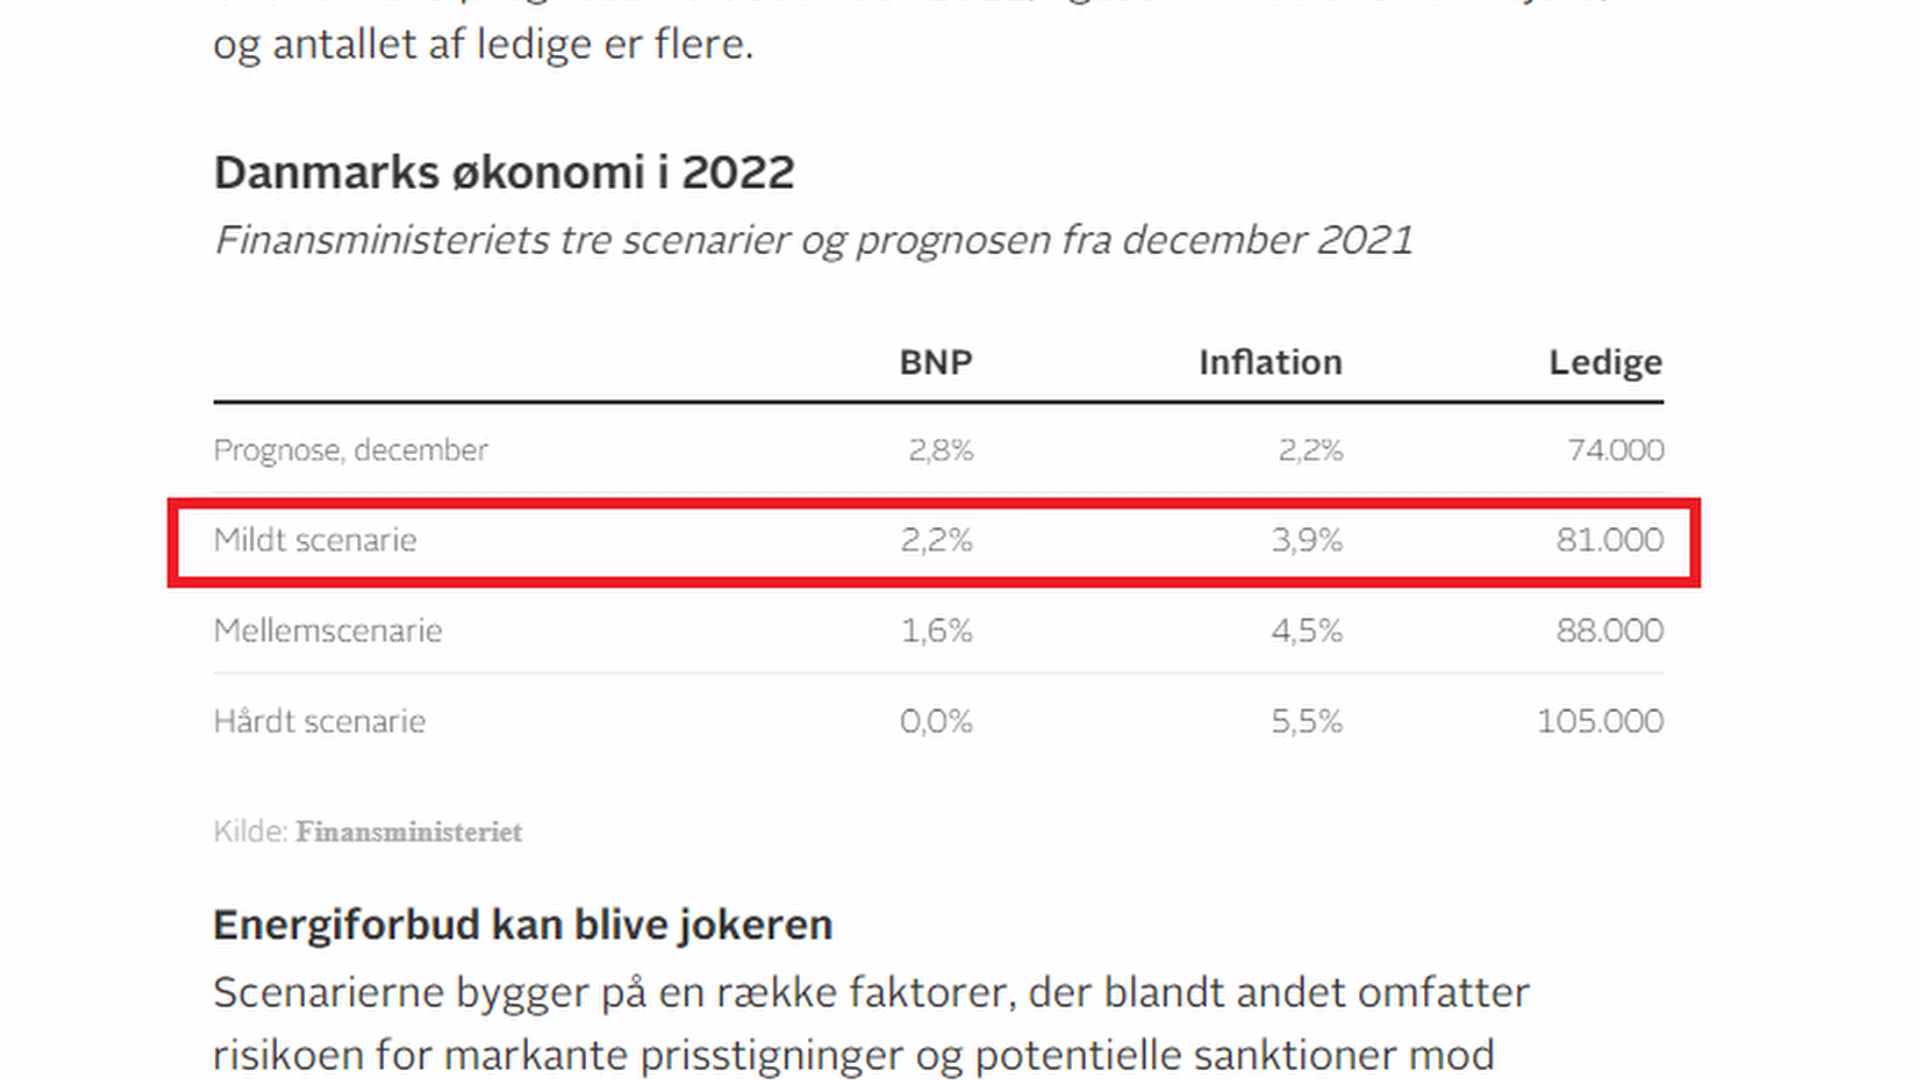 og antallet af ledige er flere.
Danmarks økonomi i 2022
Finansministeriets tre scenarier og prognosen fra december 2021
BNP Inflation Ledige
Prognose, december 2,8% 2,2% 74.000
Mildt scenarie 2,2% 3,9% 81.000
Mellemscenarie 1,6% 4,5% 88.000
Hårdt scenarie 0,0% 5,5% 105.000
Kilde: Finansministeriet
Energiforbud kan blive jokeren
Scenarierne bygger på en række faktorer, der blandt andet omfatter
risikoen for markante prisstigninger og potentielle sanktioner mod